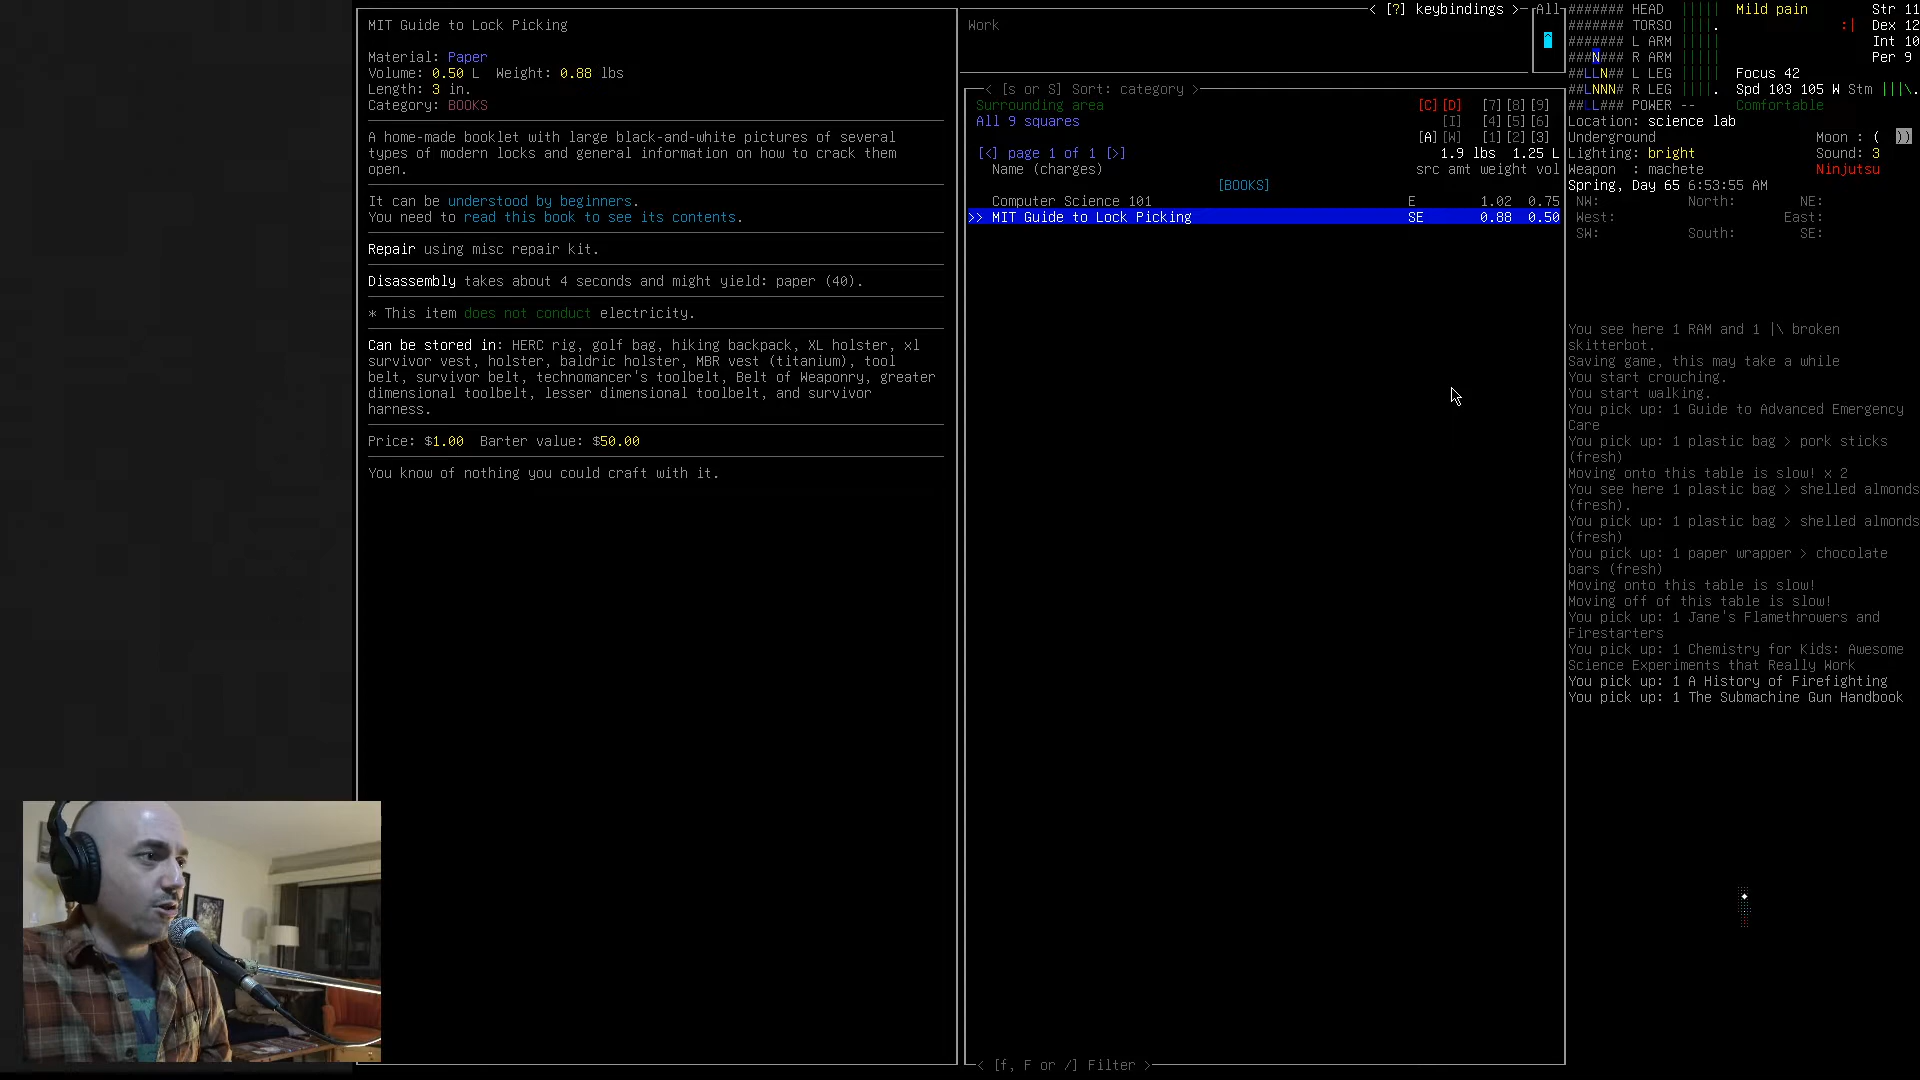 MIT Guide to Lock Picking
Material: Paper
Volume: 0.50 L  Weight: 0.88 lbs
Length: 3 in.
Category: BOOKS
A home-made booklet with large black-and-white pictures of several
types of modern locks and general information on how to crack them
open.
It can be understood by beginners.
You need to read this book to see its contents.
Repair using misc repair kit.
Disassembly takes about 4 seconds and might yield: paper (40).
* This item does not conduct electricity.
Can be stored in: HERC rig, golf bag, hiking backpack, XL holster, xl
survivor vest, holster, baldric holster, MBR vest (titanium), tool
belt, survivor belt, technomancer's toolbelt, Belt of Weaponry, greater
dimensional toolbelt, lesser dimensional toolbelt, and survivor
harness.
Price: $1.00  Barter value: $50.00
You know of nothing you could craft with it.
< [?] keybindings >
All
Work
^
< [s or S] Sort: category >
Surrounding area [C][D] [7][8][9]
All 9 squares [I] [4][5][6]
[A][W] [1][2][3]
[<] page 1 of 1 [>] 1.9 lbs 1.25 L
Name (charges) src amt weight vol
[BOOKS]
Computer Science 101 E 1.02 0.75
>> MIT Guide to Lock Picking SE 0.88 0.50
< [f, F or /] Filter >
####### HEAD |||||  Mild pain Str 11
####### TORSO ||||. :| Dex 12
####### L ARM ||||| Int 10
###N### R ARM ||||| Per 9
##LLN## L LEG ||||| Focus 42
##LNNN# R LEG ||||. Spd 103 105 W Stm |||\.
##LL### POWER -- Comfortable
Location: science lab
Underground Moon : (  ))
Lighting: bright Sound: 3
Weapon  : machete Ninjutsu
Spring, Day 65 6:53:55 AM
NW: North: NE:
West: East:
SW: South: SE:
You see here 1 RAM and 1 |\ broken
skitterbot.
Saving game, this may take a while
You start crouching.
You start walking.
You pick up: 1 Guide to Advanced Emergency
Care
You pick up: 1 plastic bag > pork sticks
(fresh)
Moving onto this table is slow! x 2
You see here 1 plastic bag > shelled almonds
(fresh).
You pick up: 1 plastic bag > shelled almonds
(fresh)
You pick up: 1 paper wrapper > chocolate
bars (fresh)
Moving onto this table is slow!
Moving off of this table is slow!
You pick up: 1 Jane's Flamethrowers and
Firestarters
You pick up: 1 Chemistry for Kids: Awesome
Science Experiments that Really Work
You pick up: 1 A History of Firefighting
You pick up: 1 The Submachine Gun Handbook